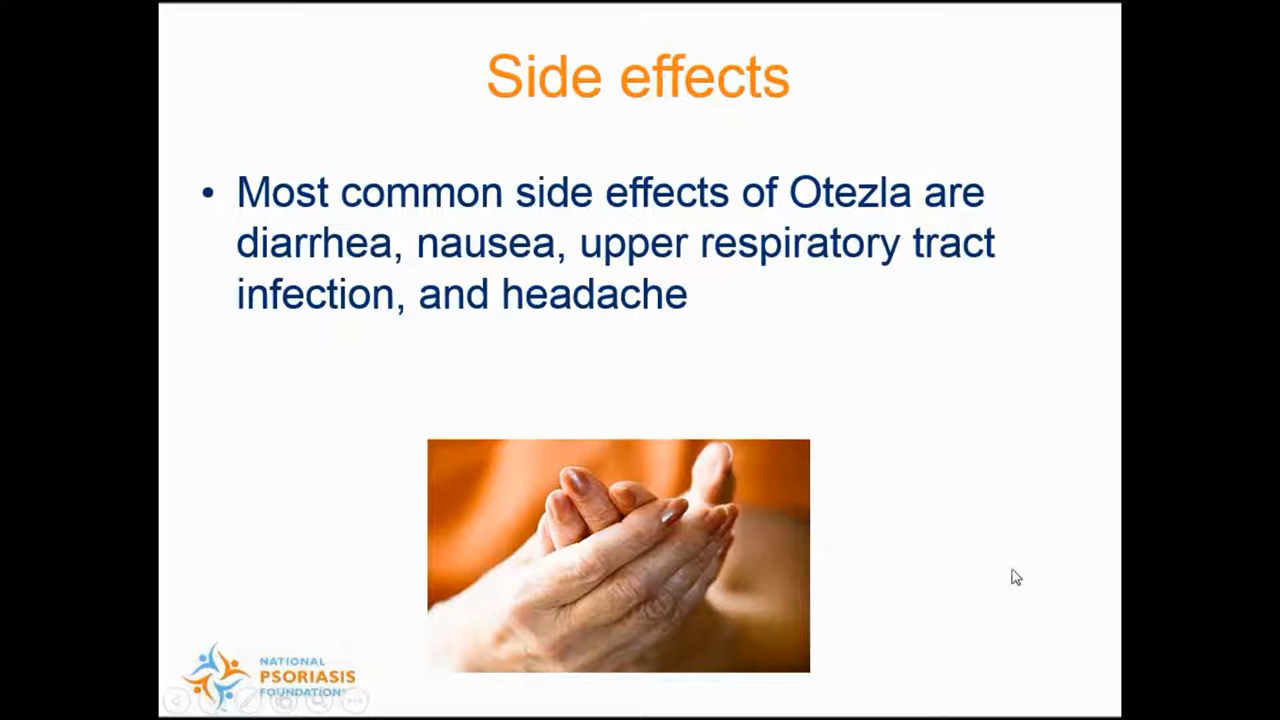 Side effects
• Most common side effects of Otezla are
diarrhea, nausea, upper respiratory tract
infection, and headache
NATIONAL
PSORIASIS
FOUNDATION®